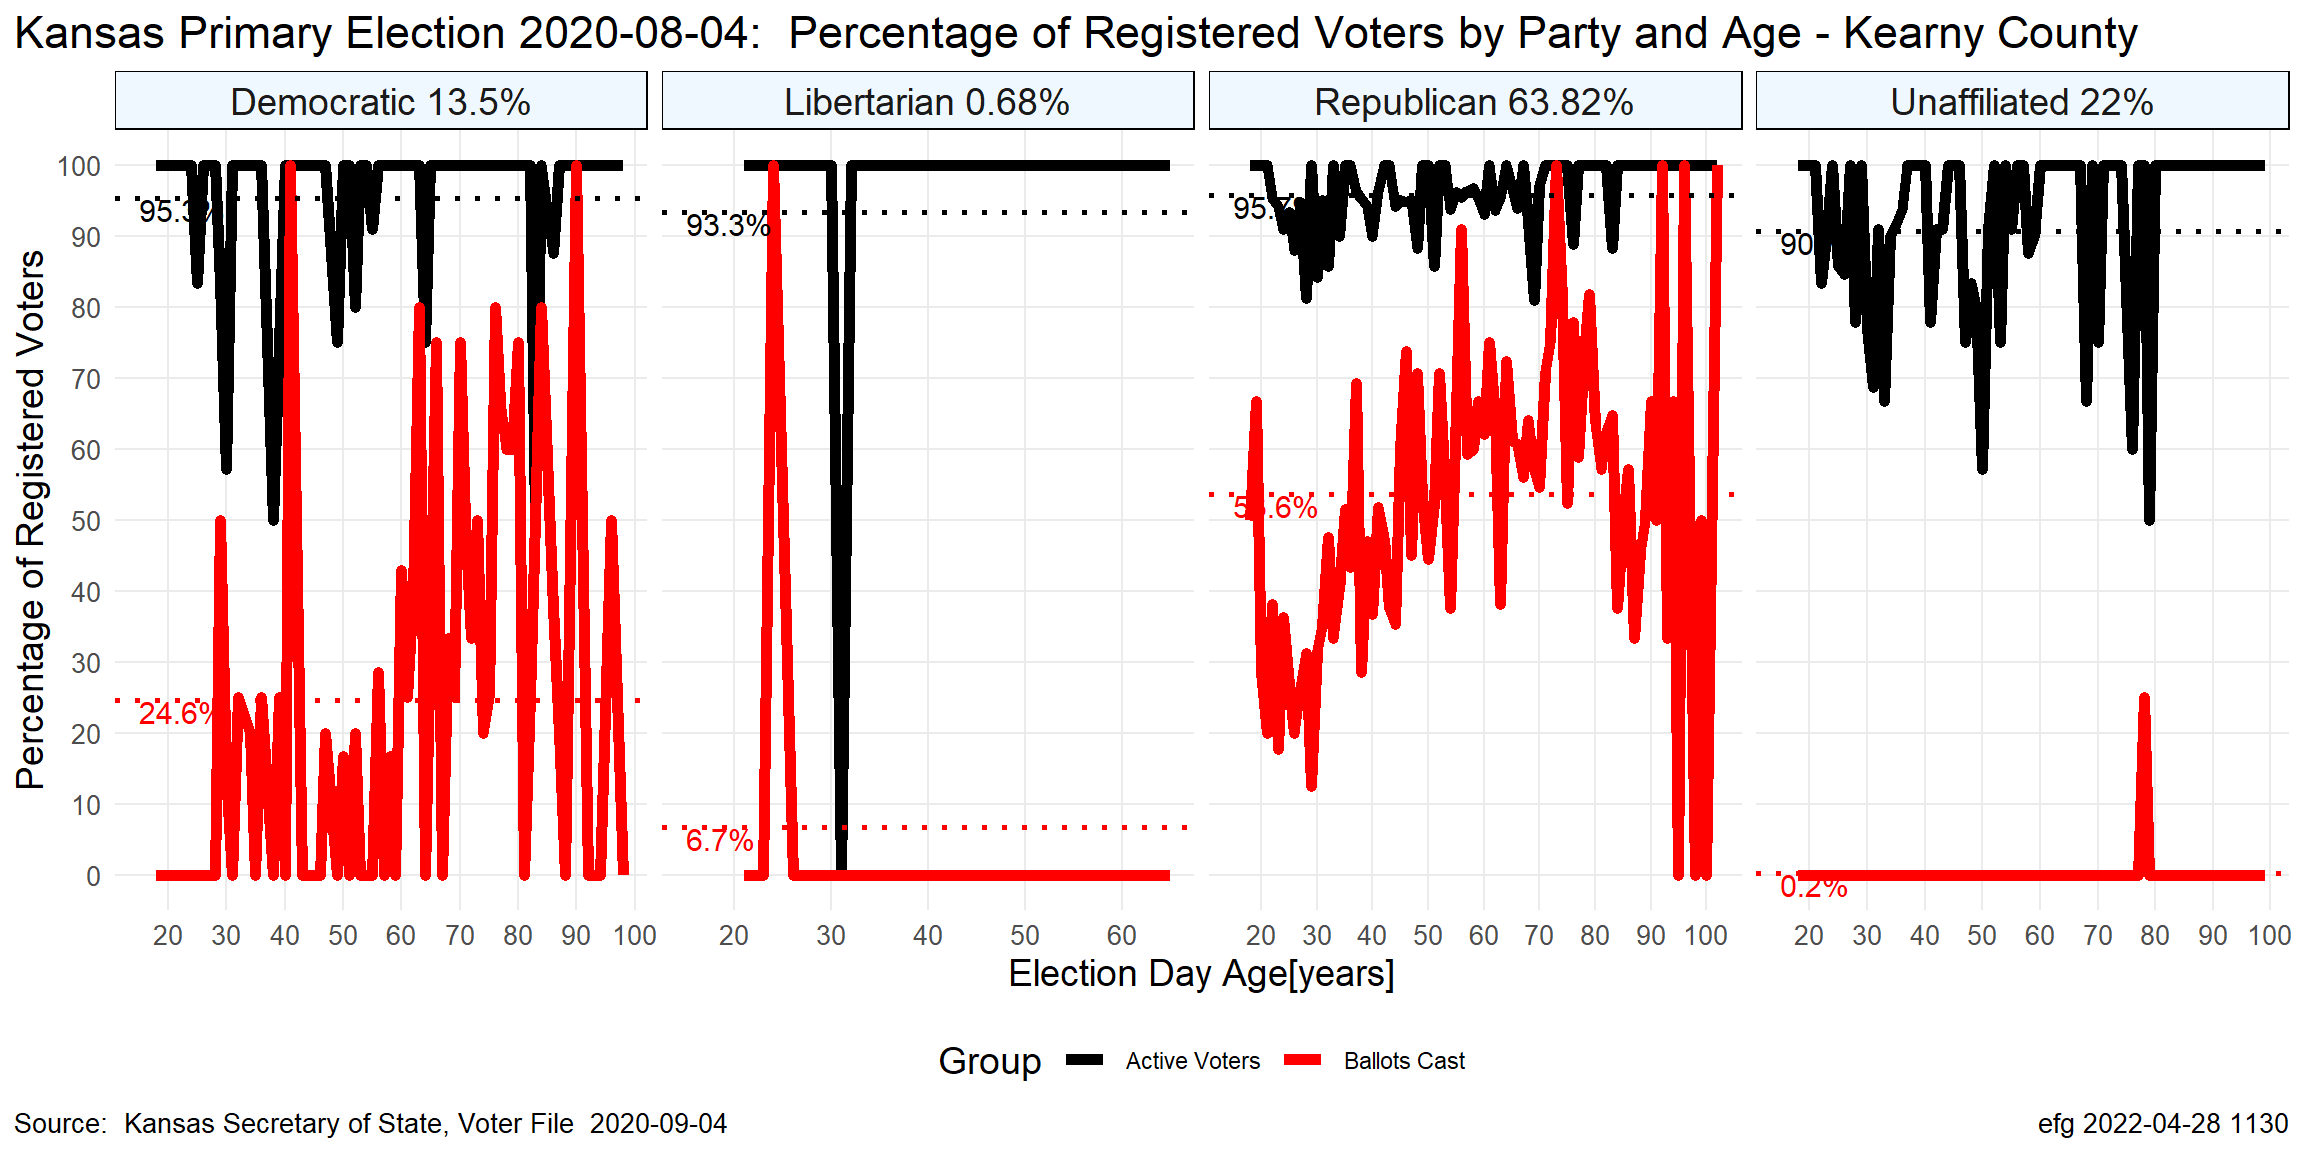 Kansas Primary Election 2020-08-04:  Percentage of Registered Voters by Party and Age - Kearny County
Democratic 13.5%
Libertarian 0.68%
Republican 63.82%
Unaffiliated 22%
Percentage of Registered Voters
100
90
80
70
60
50
40
30
20
10
0
95.3%
24.6%
93.3%
6.7%
0.2%
20 30 40 50 60 70 80 90 100
20 30 40 50 60
20 30 40 50 60 70 80 90 100
20 30 40 50 60 70 80 90 100
Election Day Age[years]
Group Active Voters Ballots Cast
Source:  Kansas Secretary of State, Voter File  2020-09-04
efg 2022-04-28 1130